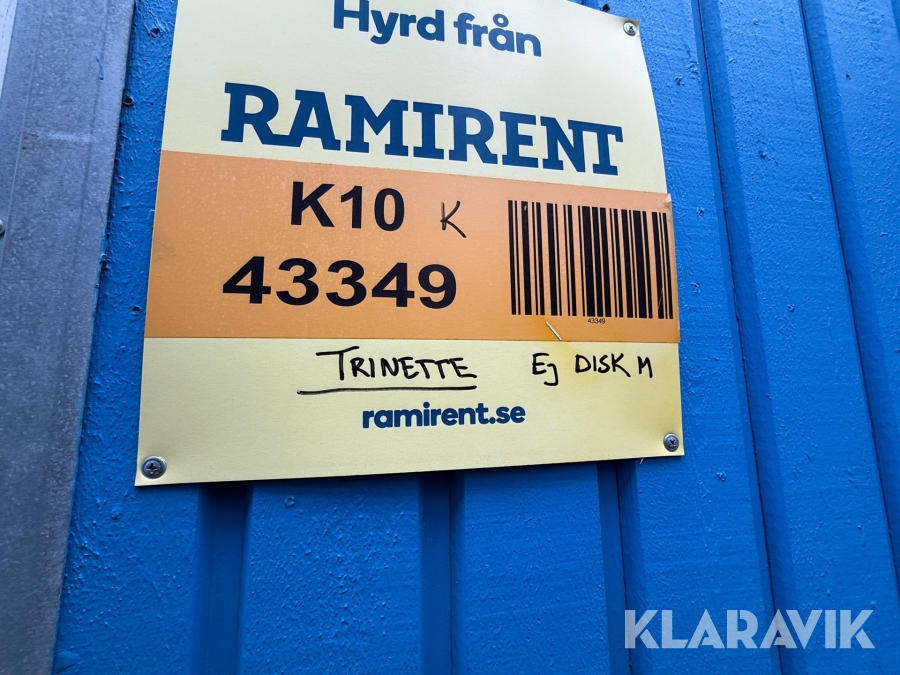 Hyrd från
RAMIRENT
K10 K
43349
43349
TRINETTE Ej DISK M
ramirent.se
KLARAVIK